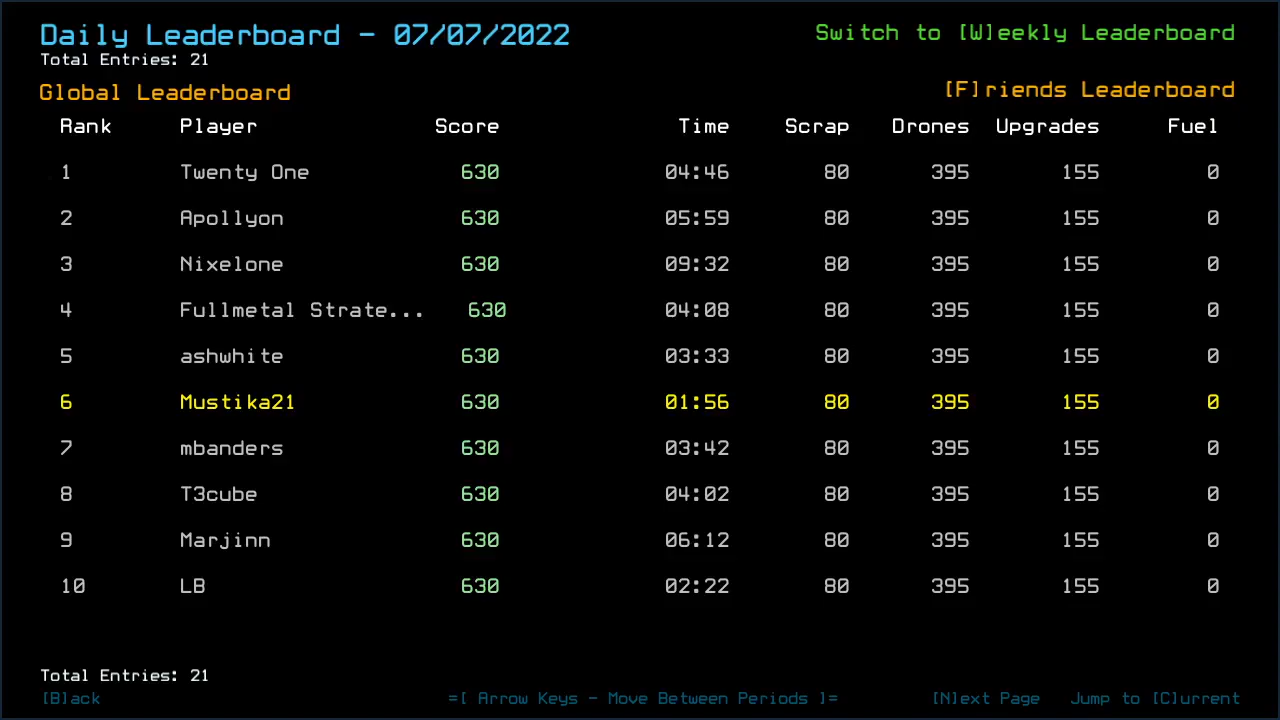 Daily Leaderboard - 07/07/2022 Switch to [W]eekly Leaderboard
Total Entries: 21
Global Leaderboard [F]riends Leaderboard
Rank Player Score Time Scrap Drones Upgrades Fuel
1 Twenty One 630 04:46 80 395 155 0
2 Apollyon 630 05:59 80 395 155 0
3 Nixelone 630 09:32 80 395 155 0
4 Fullmetal Strate... 630 04:08 80 395 155 0
5 ashwhite 630 03:33 80 395 155 0
6 Mustika21 630 01:56 80 395 155 0
7 mbanders 630 03:42 80 395 155 0
8 T3cube 630 04:02 80 395 155 0
9 Marjinn 630 06:12 80 395 155 0
10 LB 630 02:22 80 395 155 0
Total Entries: 21
[B]ack =[ Arrow Keys - Move Between Periods ]= [N]ext Page Jump to [C]urrent